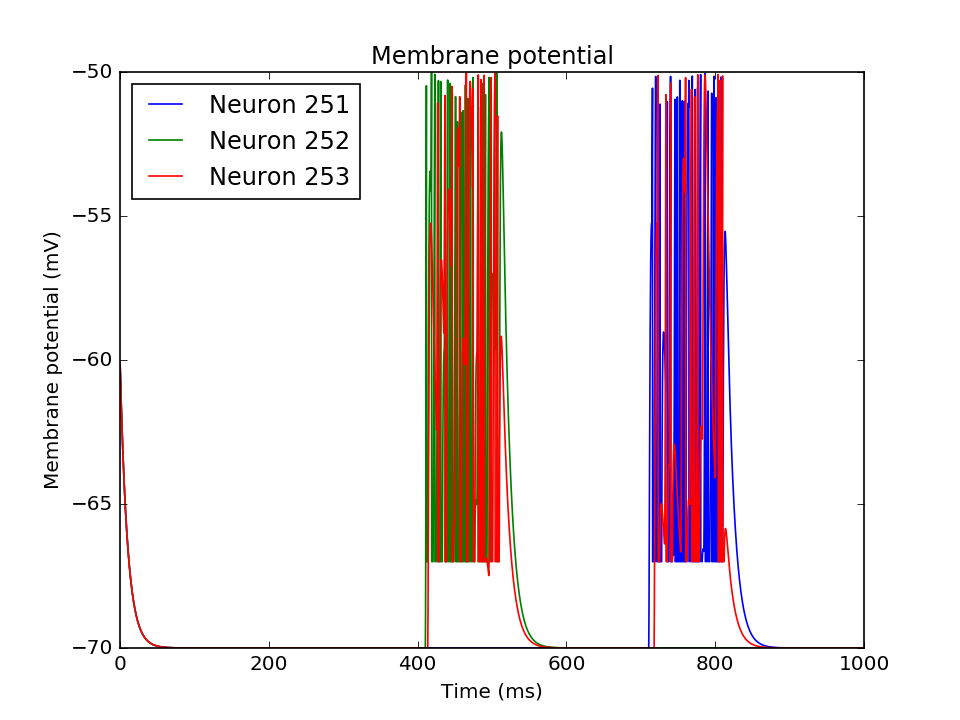 Membrane potential
Neuron 251
Neuron 252
Neuron 253
Membrane potential (mV)
−50
−55
−60
−65
−70
0 200 400 600 800 1000
Time (ms)